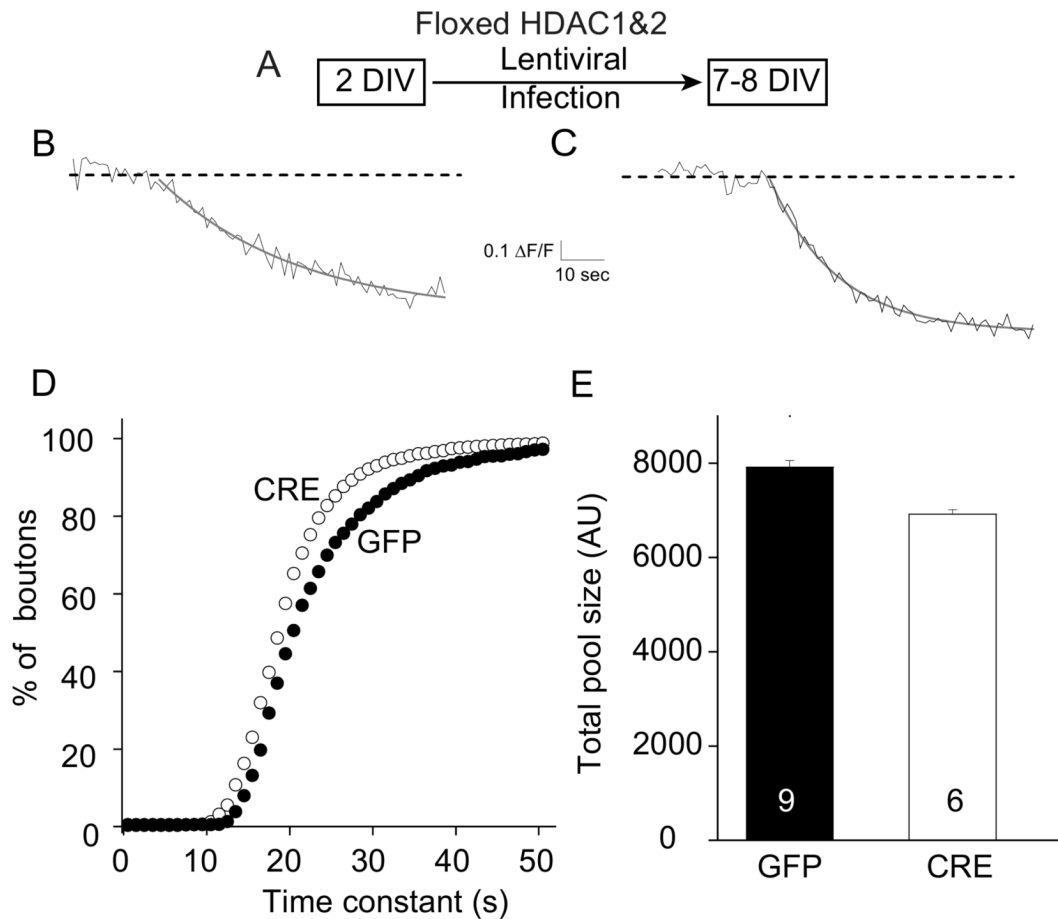 Floxed HDAC1&2
A
2 DIV
Lentiviral
Infection
7-8 DIV
B
C
0.1 ΔF/F
10 sec
D
% of boutons
100
80
60
40
20
0
CRE
GFP
0 10 20 30 40 50
Time constant (s)
E
Total pool size (AU)
8000
6000
4000
2000
0
9 6
GFP CRE